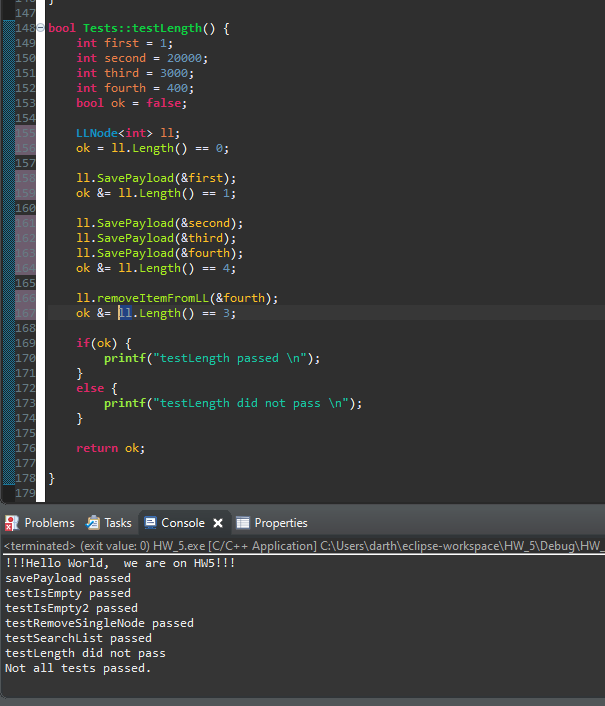 147
148 bool Tests::testLength() {
149 int first = 1;
150 int second = 20000;
151 int third = 3000;
152 int fourth = 400;
153 bool ok = false;
154
155 LLNode<int> ll;
156 ok = ll.Length() == 0;
157
158 ll.SavePayload(&first);
159 ok &= ll.Length() == 1;
160
161 ll.SavePayload(&second);
162 ll.SavePayload(&third);
163 ll.SavePayload(&fourth);
164 ok &= ll.Length() == 4;
165
166 ll.removeItemFromLL(&fourth);
167 ok &= ll.Length() == 3;
168
169 if(ok) {
170 printf("testLength passed \n");
171 }
172 else {
173 printf("testLength did not pass \n");
174 }
175
176 return ok;
177
178 }
179
Problems Tasks Console Properties
<terminated> (exit value: 0) HW_5.exe [C/C++ Application] C:\Users\darth\eclipse-workspace\HW_5\Debug\HW_
!!!Hello World,  we are on HW5!!!
savePayload passed
testIsEmpty passed
testIsEmpty2 passed
testRemoveSingleNode passed
testSearchList passed
testLength did not pass
Not all tests passed.